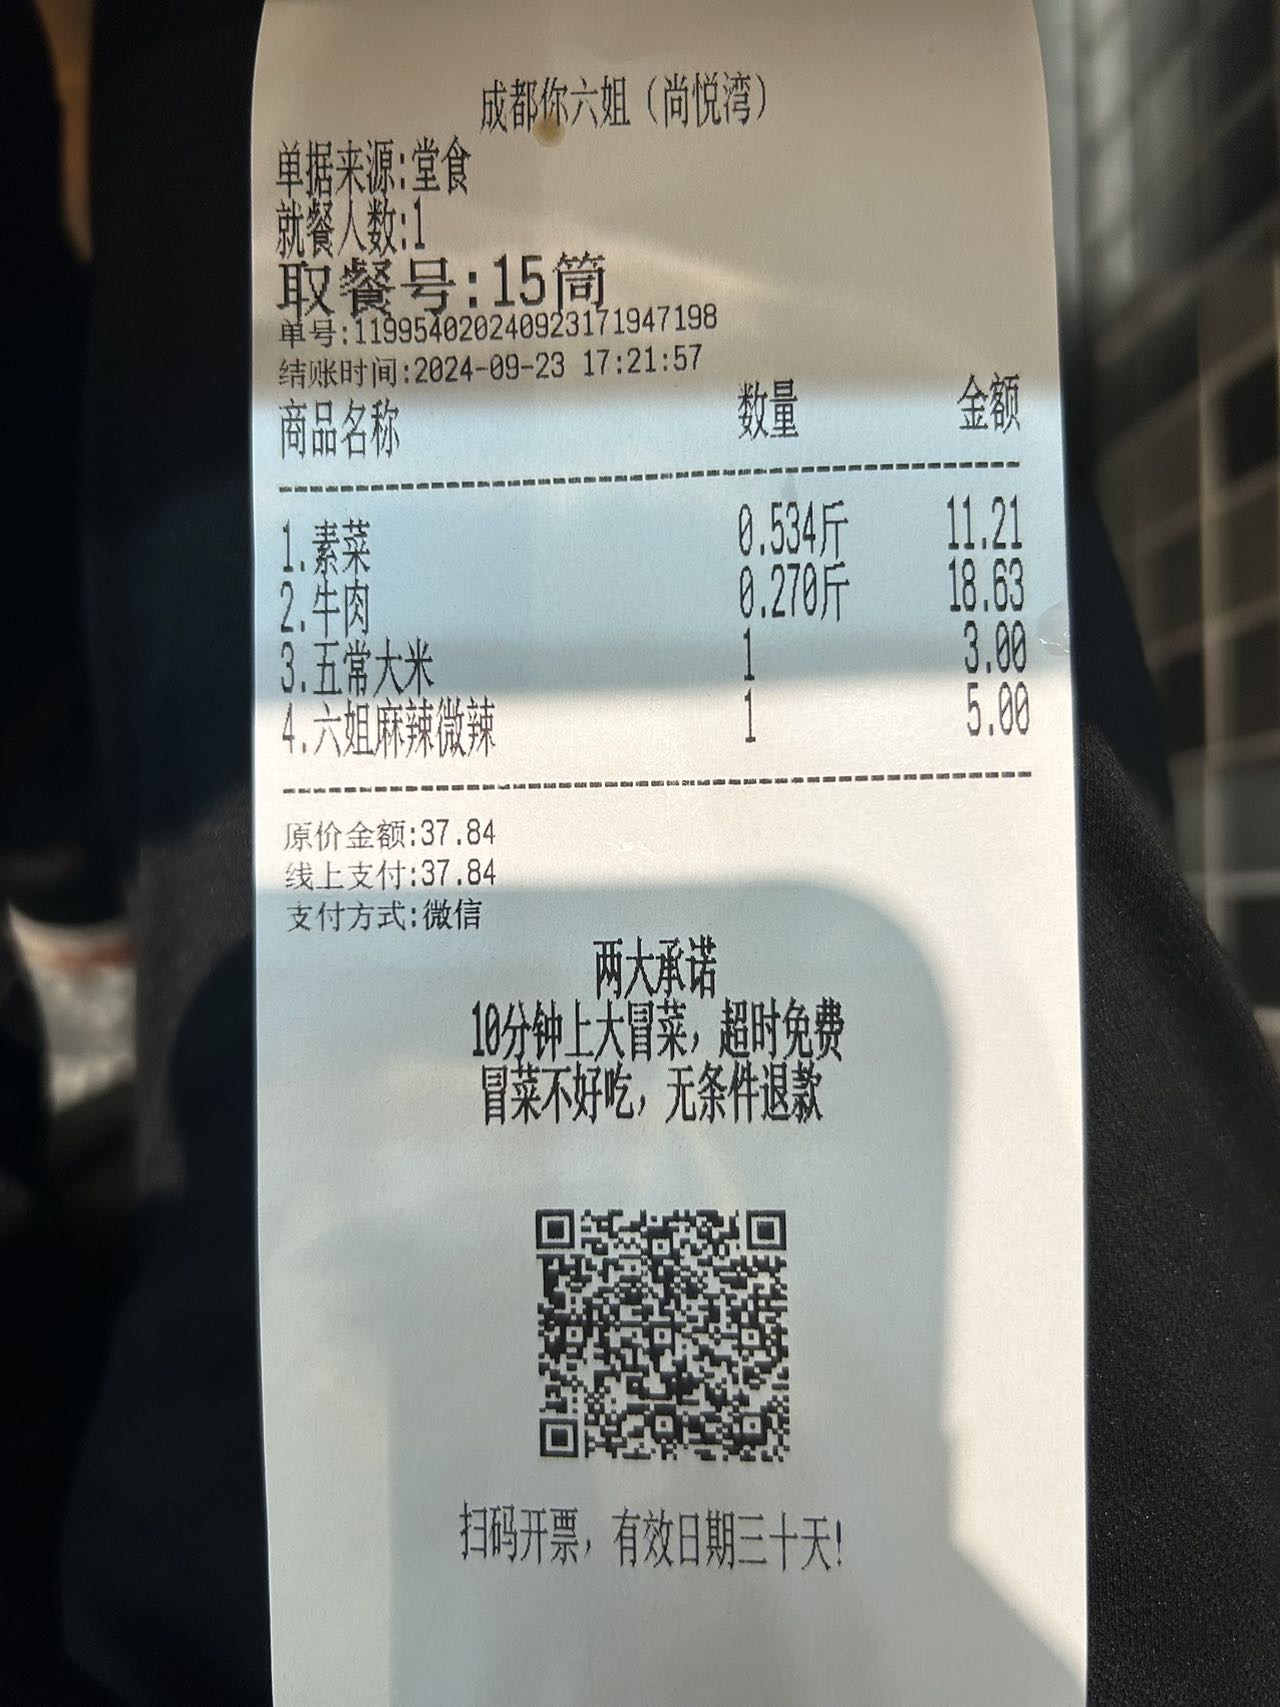 成都你六姐（尚悦湾）
单据来源:堂食
就餐人数:1
取餐号:15筒
单号:119954020240923171947198
结账时间:2024-09-23 17:21:57
商品名称 数量 金额
1.素菜 0.534斤 11.21
2.牛肉 0.270斤 18.63
3.五常大米 1 3.00
4.六姐麻辣微辣 1 5.00
原价金额:37.84
线上支付:37.84
支付方式:微信
两大承诺
10分钟上大冒菜，超时免费
冒菜不好吃，无条件退款
扫码开票，有效日期三十天!